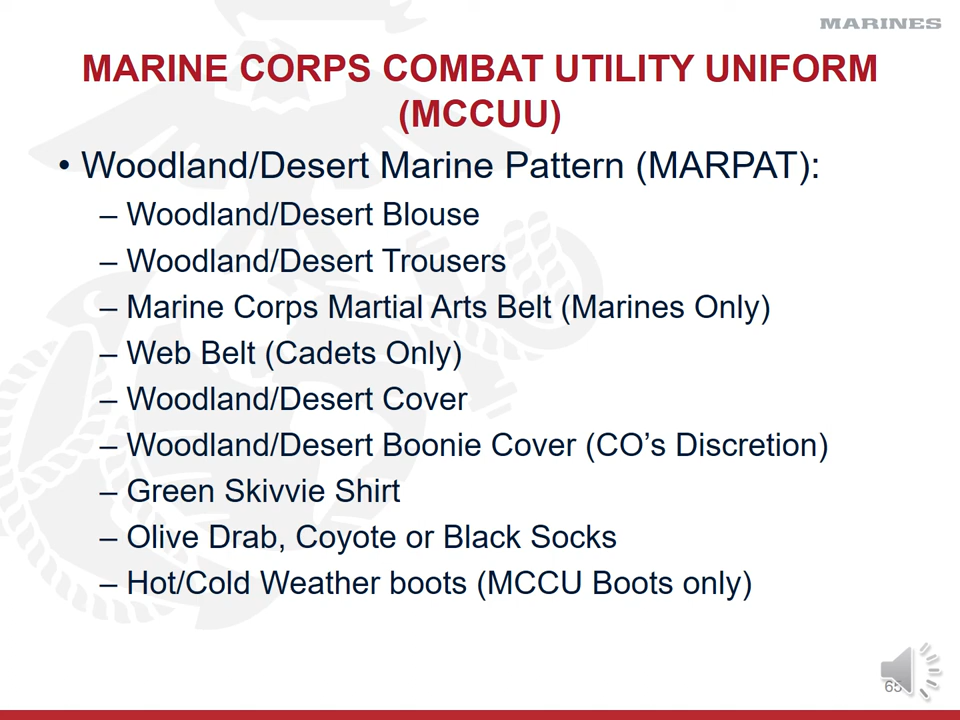 MARINES
MARINE CORPS COMBAT UTILITY UNIFORM
(MCCUU)
• Woodland/Desert Marine Pattern (MARPAT):
– Woodland/Desert Blouse
– Woodland/Desert Trousers
– Marine Corps Martial Arts Belt (Marines Only)
– Web Belt (Cadets Only)
– Woodland/Desert Cover
– Woodland/Desert Boonie Cover (CO’s Discretion)
– Green Skivvie Shirt
– Olive Drab, Coyote or Black Socks
– Hot/Cold Weather boots (MCCU Boots only)